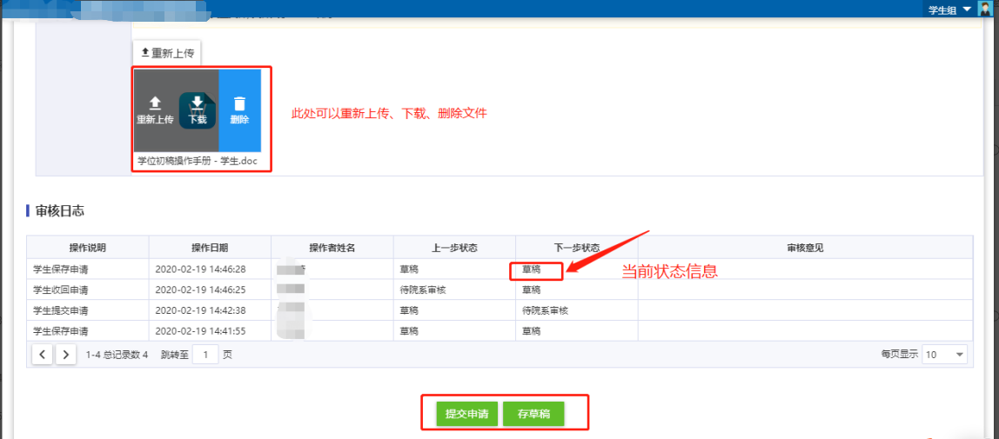 学生组
重新上传
重新上传 下载 删除
此处可以重新上传、下载、删除文件
学位初稿操作手册 - 学生.doc
审核日志
操作说明 操作日期 操作者姓名 上一步状态 下一步状态 审核意见
学生保存申请 2020-02-19 14:46:28 草稿 草稿
当前状态信息
学生收回申请 2020-02-19 14:46:25 待院系审核 草稿
学生提交申请 2020-02-19 14:42:38 草稿 待院系审核
学生保存申请 2020-02-19 14:41:55 草稿 草稿
1-4 总记录数 4 跳转至 1 页 每页显示 10
提交申请 存草稿